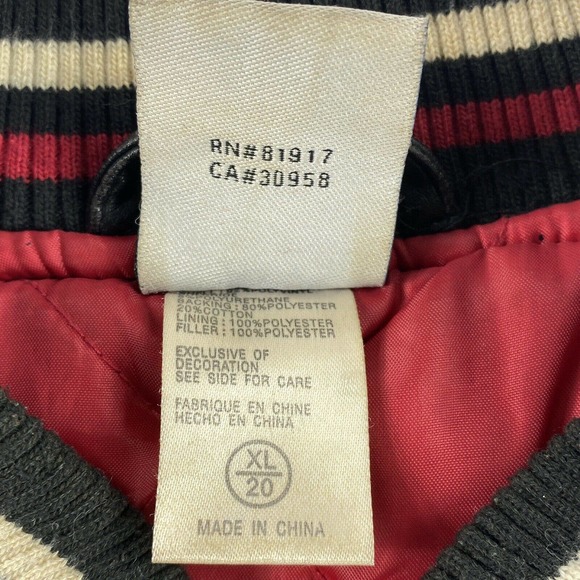 RN#81917
CA#30958
POLYURETHANE
BACKING: 80%POLYESTER
20%COTTON
LINING: 100%POLYESTER
FILLER: 100%POLYESTER
EXCLUSIVE OF
DECORATION
SEE SIDE FOR CARE
FABRIQUE EN CHINE
HECHO EN CHINA
XL
20
MADE IN CHINA